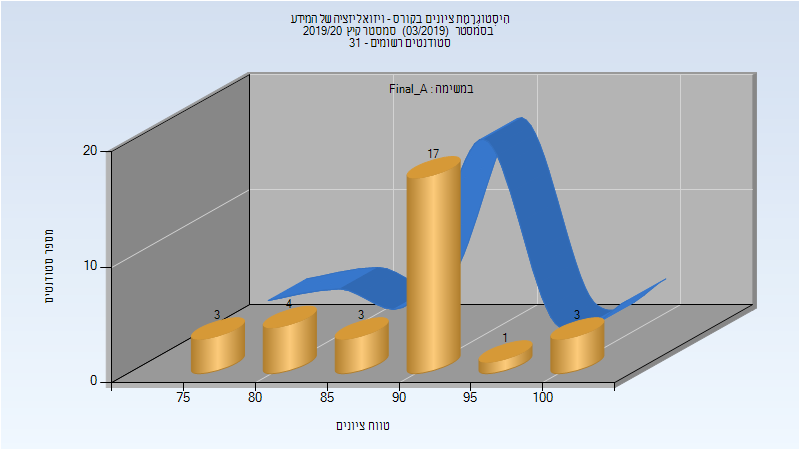 היסטוגרמת ציונים בקורס - ויזואליזציה של המידע
בסמסטר (03/2019) סמסטר קיץ 2019/20
סטודנטים רשומים - 31
במשימה : Final_A
20
10
0
מספר סטודנטים
3
4
3
17
1
3
75
80
85
90
95
100
טווח ציונים